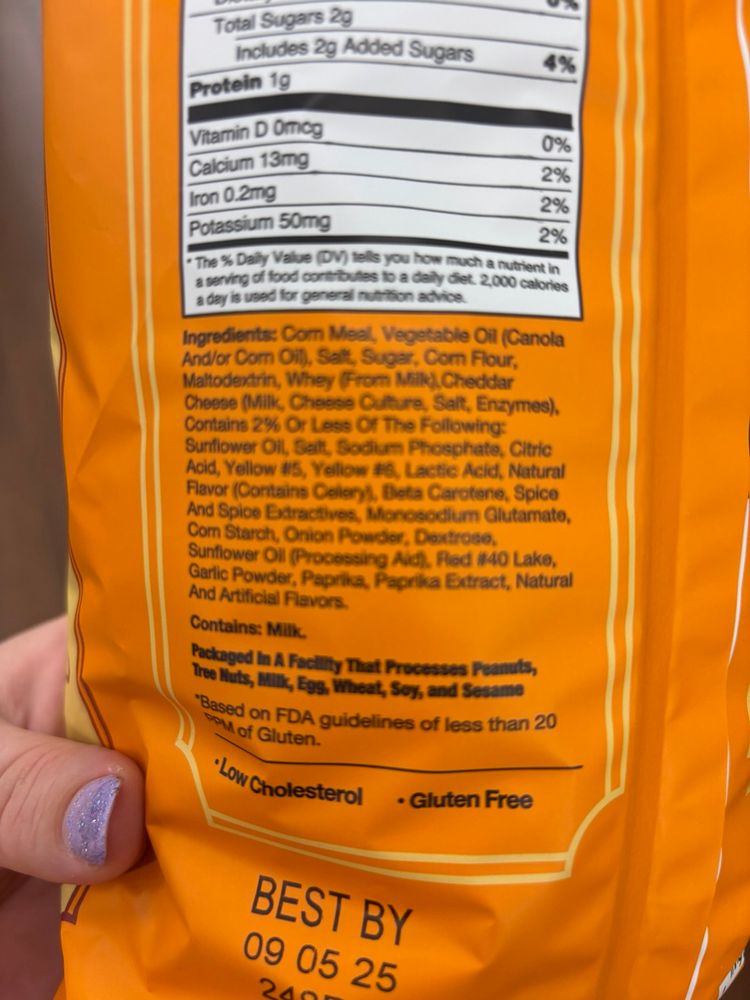 Total Sugars 2g
Includes 2g Added Sugars 4%
Protein 1g
Vitamin D 0mcg 0%
Calcium 13mg 2%
Iron 0.2mg 2%
Potassium 50mg 2%
* The % Daily Value (DV) tells you how much a nutrient in
a serving of food contributes to a daily diet. 2,000 calories
a day is used for general nutrition advice.
Ingredients: Corn Meal, Vegetable Oil (Canola
And/or Corn Oil), Salt, Sugar, Corn Flour,
Maltodextrin, Whey (From Milk),Cheddar
Cheese (Milk, Cheese Culture, Salt, Enzymes),
Contains 2% Or Less Of The Following:
Sunflower Oil, Salt, Sodium Phosphate, Citric
Acid, Yellow #5, Yellow #6, Lactic Acid, Natural
Flavor (Contains Celery), Beta Carotene, Spice
And Spice Extractives, Monosodium Glutamate,
Corn Starch, Onion Powder, Dextrose,
Sunflower Oil (Processing Aid), Red #40 Lake,
Garlic Powder, Paprika, Paprika Extract, Natural
And Artificial Flavors.
Contains: Milk.
Packaged In A Facility That Processes Peanuts,
Tree Nuts, Milk, Egg, Wheat, Soy, and Sesame
*Based on FDA guidelines of less than 20
PPM of Gluten.
• Low Cholesterol • Gluten Free
BEST BY
09 05 25